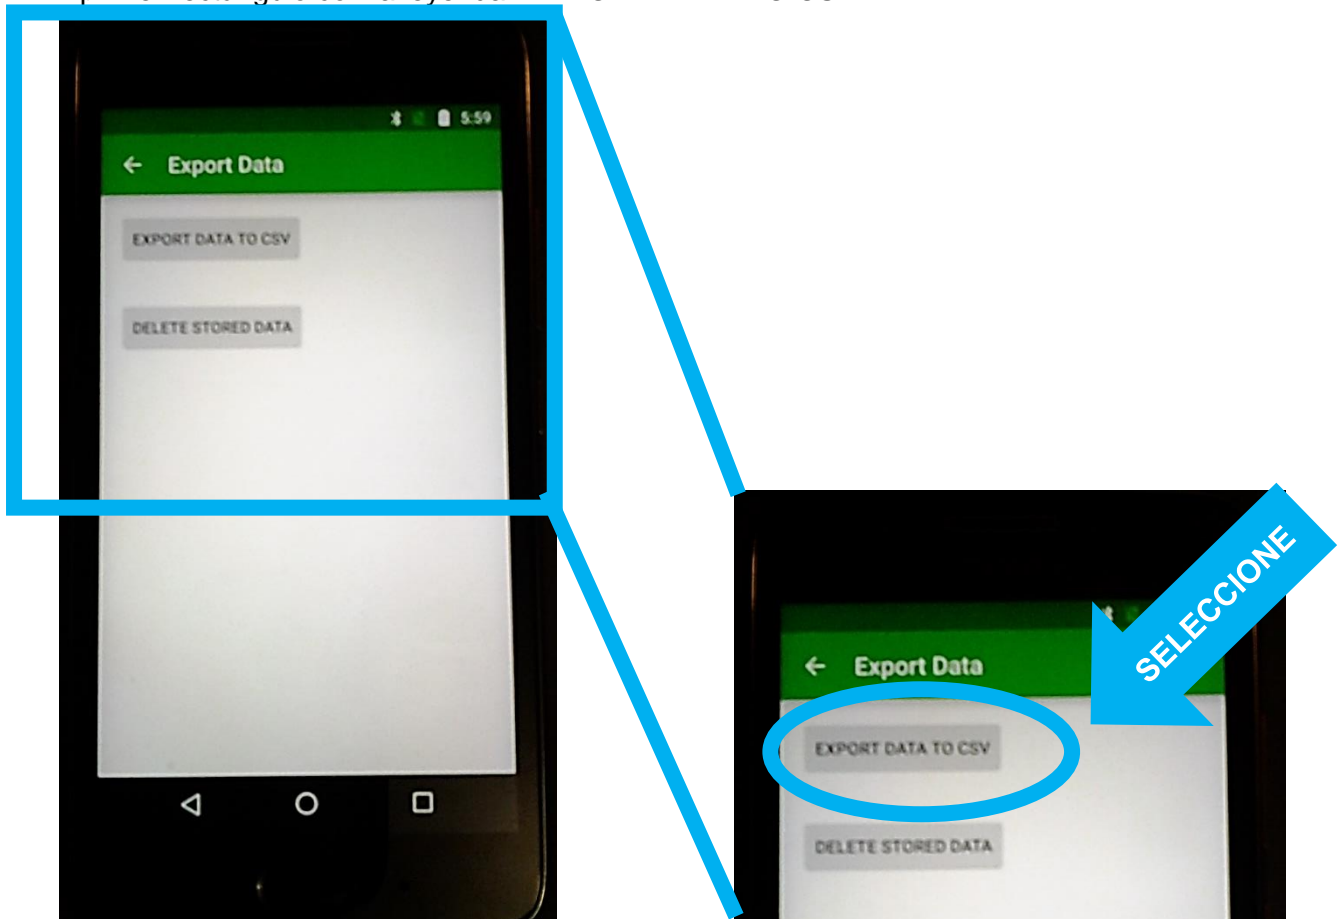 5:59
Export Data
EXPORT DATA TO CSV
DELETE STORED DATA
SELECCIONE
Export Data
EXPORT DATA TO CSV
DELETE STORED DATA